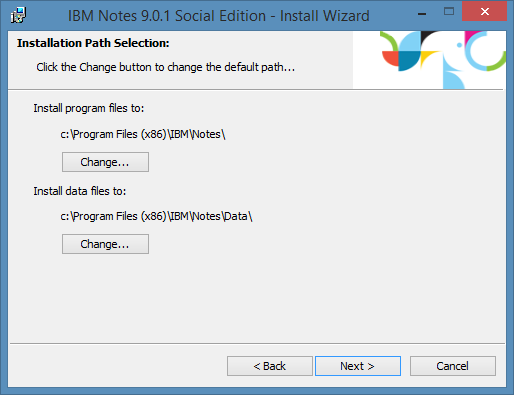 IBM Notes 9.0.1 Social Edition - Install Wizard
Installation Path Selection:
Click the Change button to change the default path...
Install program files to:
c:\Program Files (x86)\IBM\Notes\
Change...
Install data files to:
c:\Program Files (x86)\IBM\Notes\Data\
Change...
< Back Next > Cancel